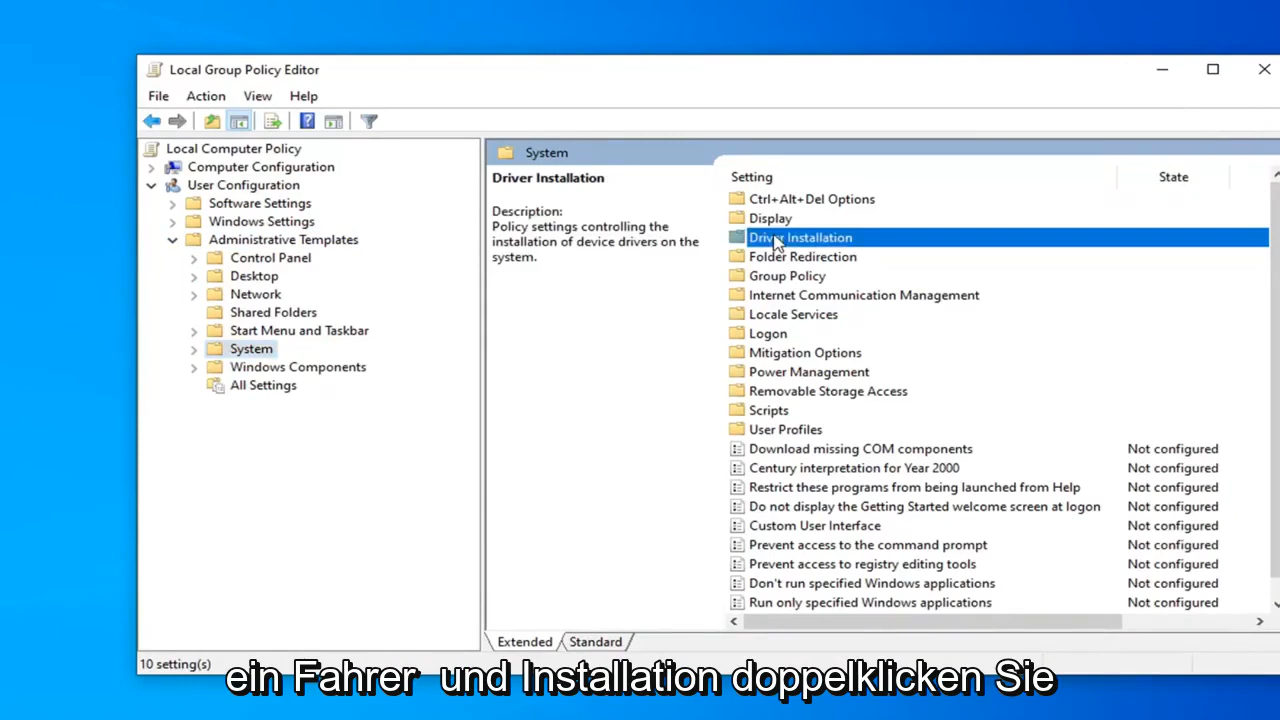 Local Group Policy Editor
File Action View Help
Local Computer Policy
Computer Configuration
User Configuration
Software Settings
Windows Settings
Administrative Templates
Control Panel
Desktop
Network
Shared Folders
Start Menu and Taskbar
System
Windows Components
All Settings
System
Driver Installation
Description:
Policy settings controlling the
installation of device drivers on the
system.
Setting State
Ctrl+Alt+Del Options
Display
Driver Installation
Folder Redirection
Group Policy
Internet Communication Management
Locale Services
Logon
Mitigation Options
Power Management
Removable Storage Access
Scripts
User Profiles
Download missing COM components Not configured
Century interpretation for Year 2000 Not configured
Restrict these programs from being launched from Help Not configured
Do not display the Getting Started welcome screen at logon Not configured
Custom User Interface Not configured
Prevent access to the command prompt Not configured
Prevent access to registry editing tools Not configured
Don't run specified Windows applications Not configured
Run only specified Windows applications Not configured
Extended Standard
10 setting(s)
ein Fahrer und Installation doppelklicken Sie